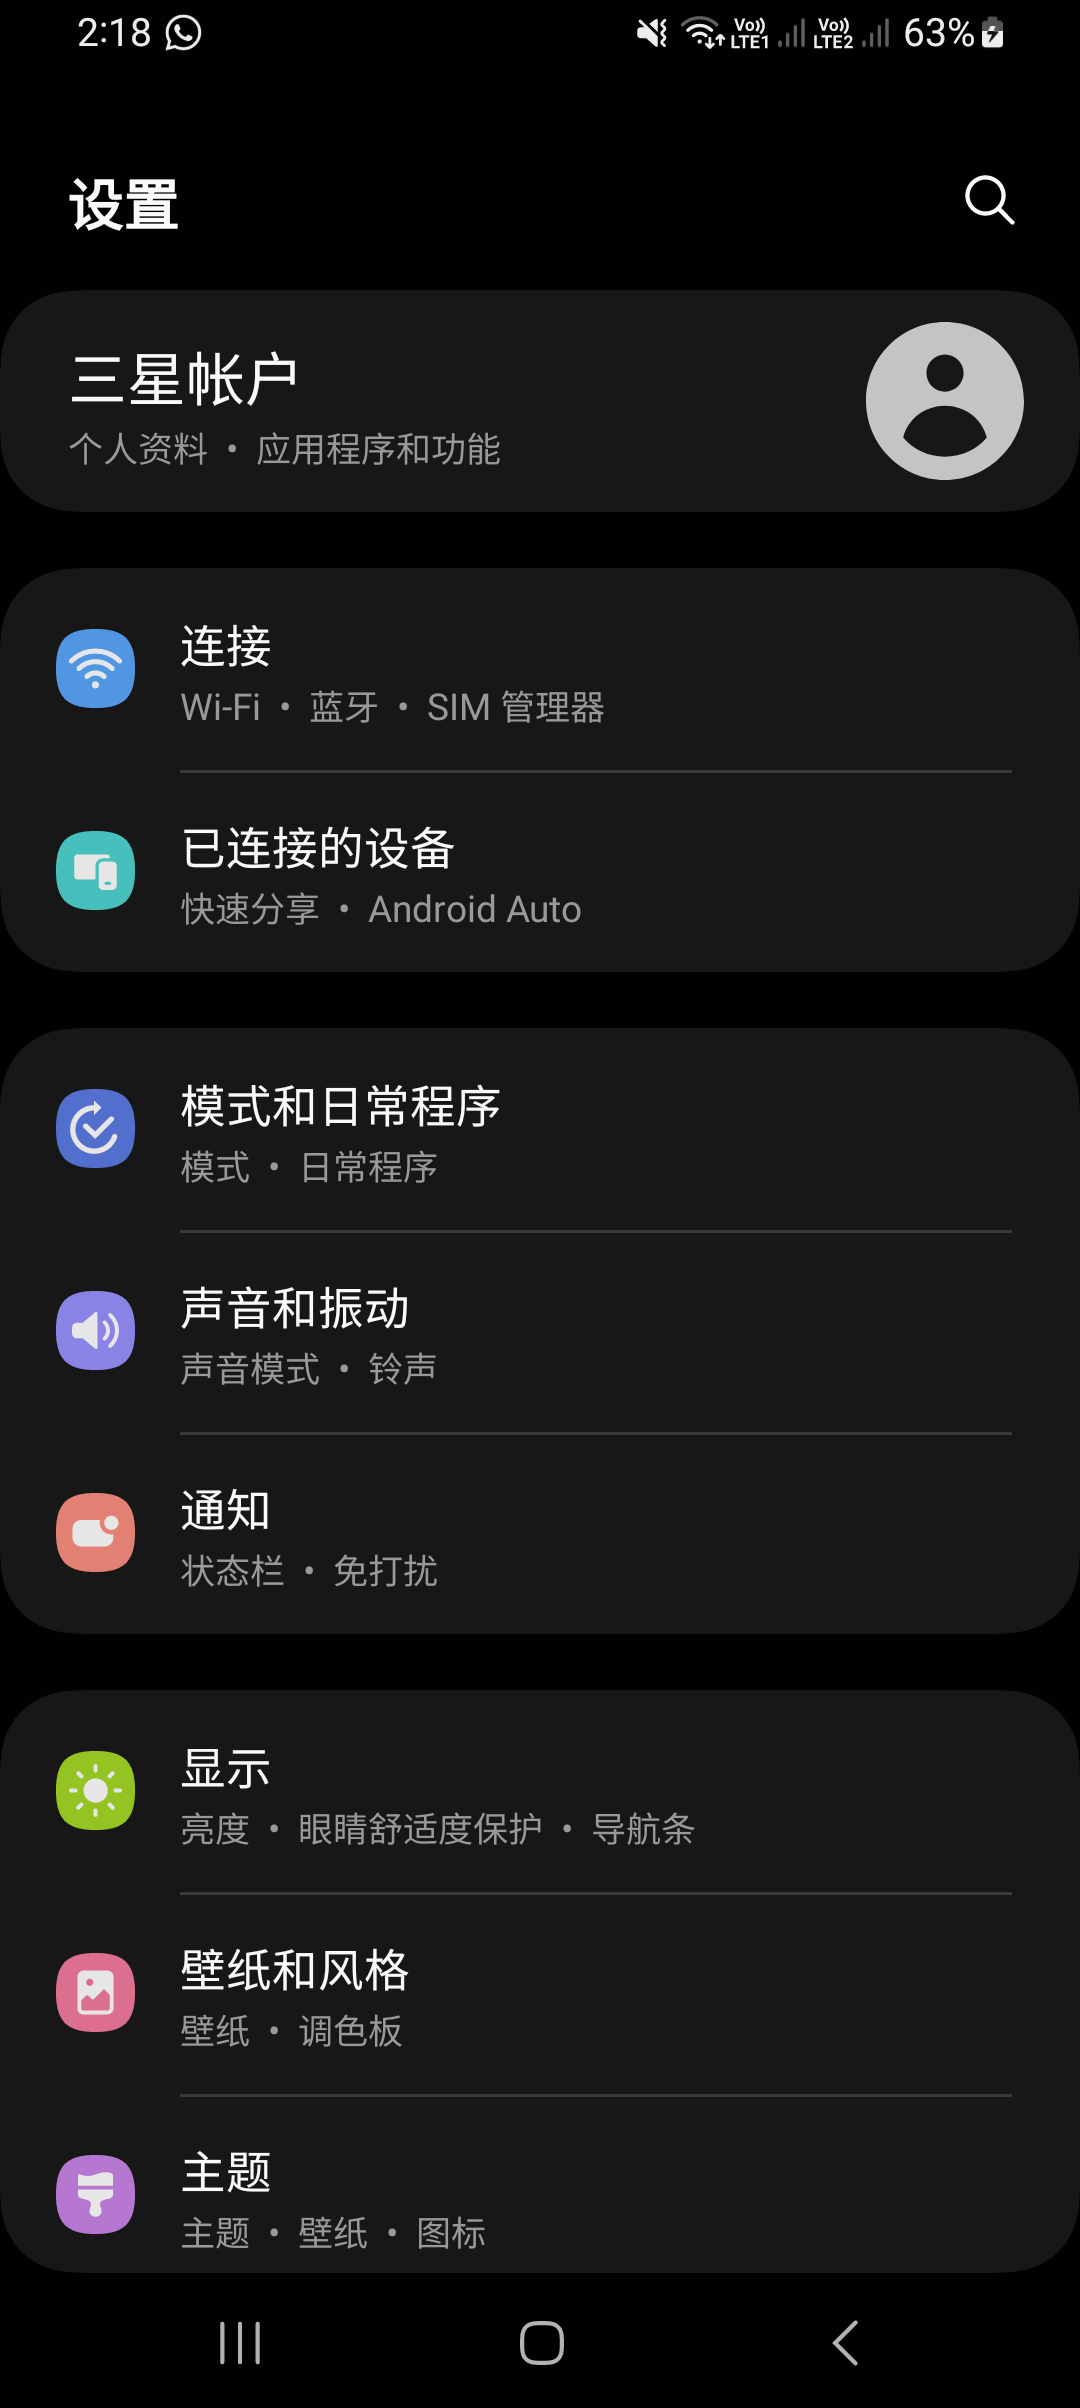 2:18
Vo)) LTE1 Vo)) LTE2 63%
设置
三星帐户
个人资料 • 应用程序和功能
连接
Wi-Fi • 蓝牙 • SIM 管理器
已连接的设备
快速分享 • Android Auto
模式和日常程序
模式 • 日常程序
声音和振动
声音模式 • 铃声
通知
状态栏 • 免打扰
显示
亮度 • 眼睛舒适度保护 • 导航条
壁纸和风格
壁纸 • 调色板
主题
主题 • 壁纸 • 图标